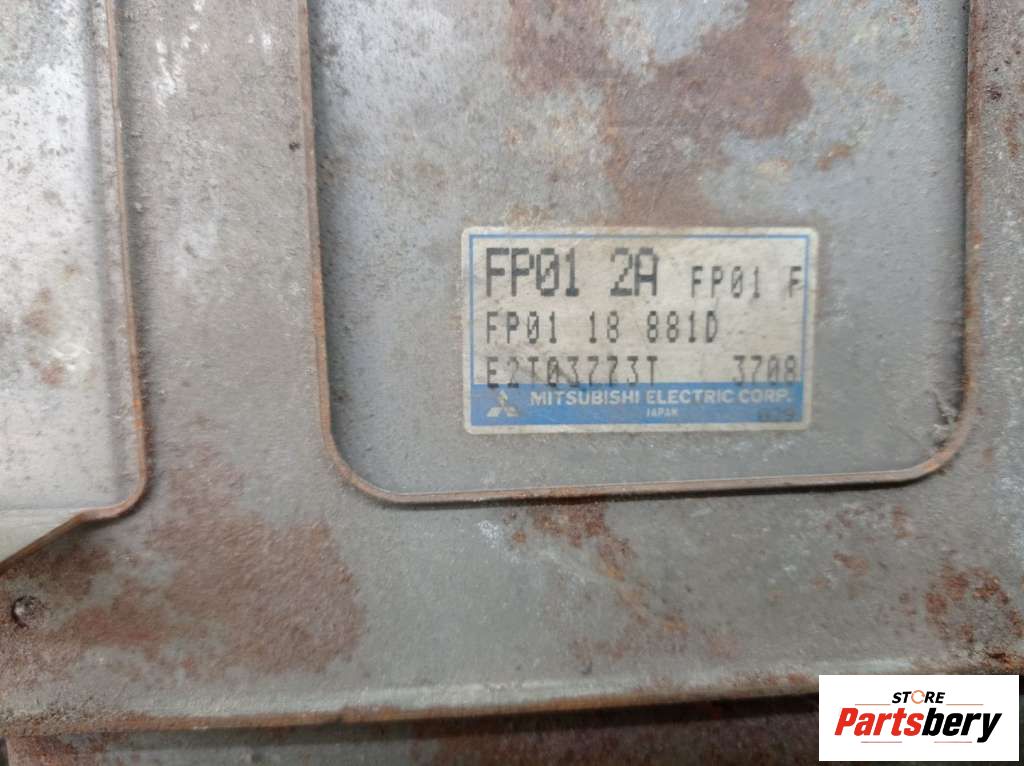 FP01 2A FP01 F
FP01 18 881D
E2T03773T 3708
MITSUBISHI ELECTRIC CORP.
JAPAN
STORE
Partsbery